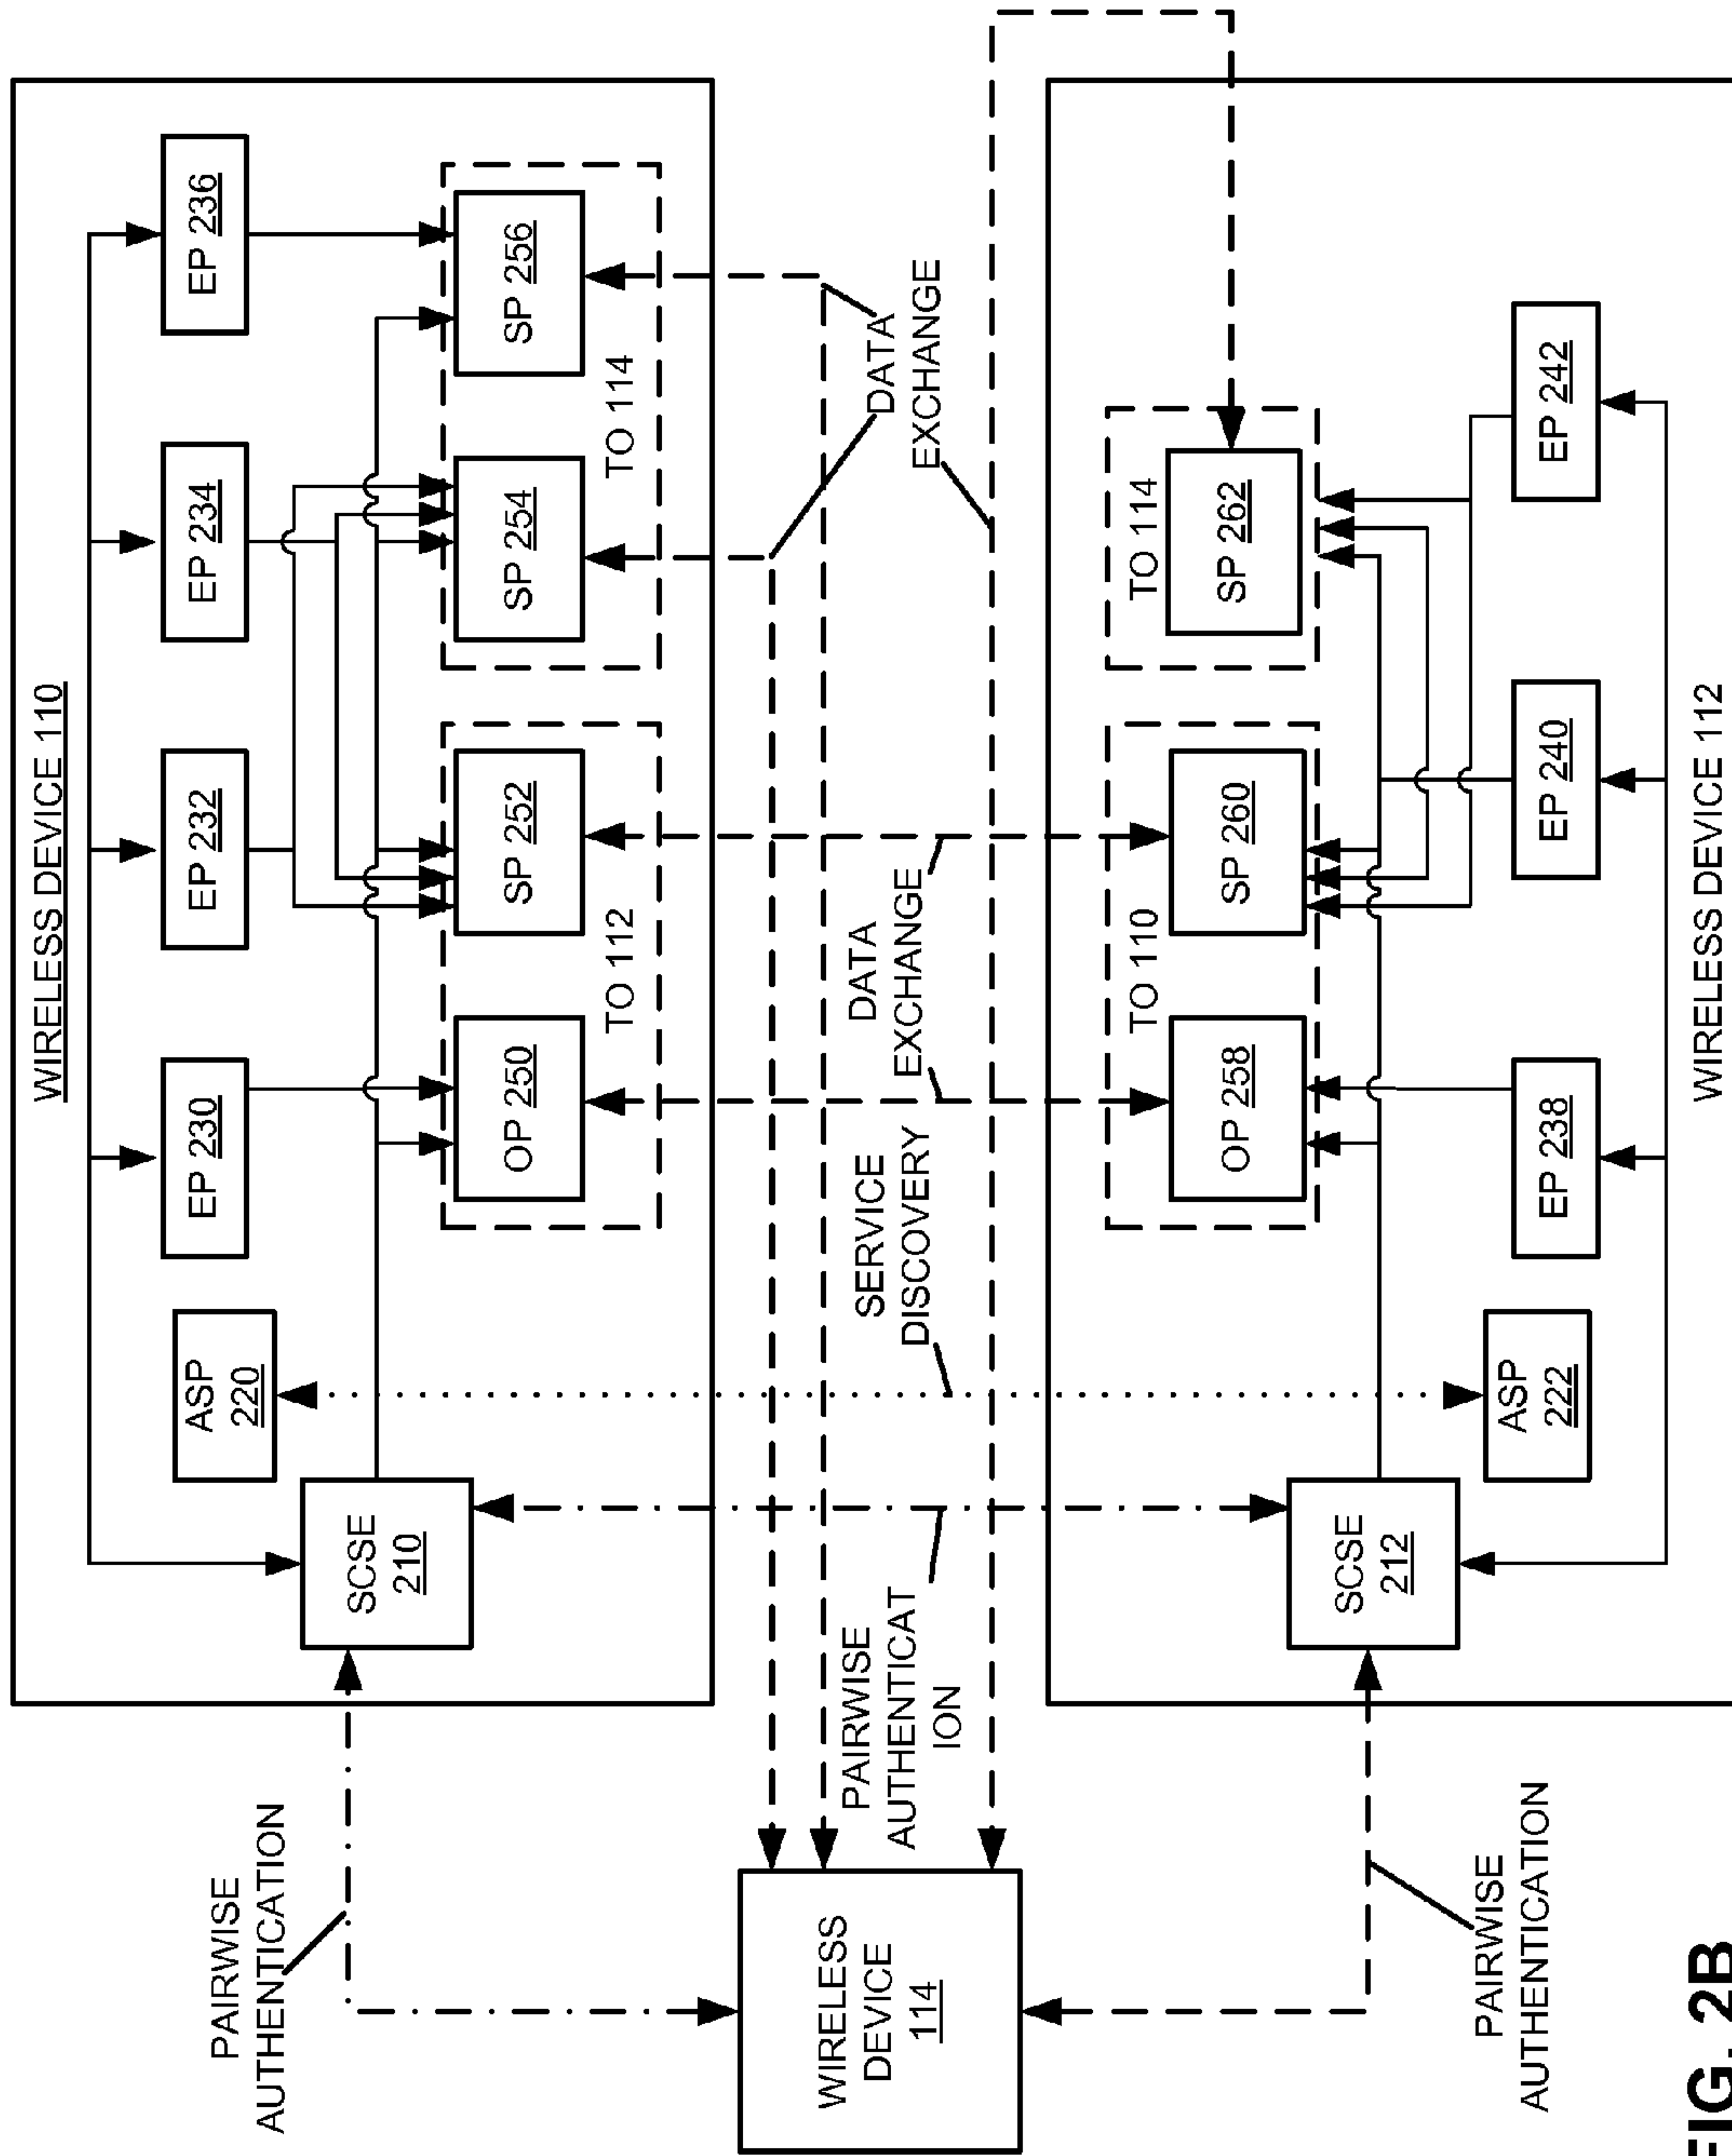 WIRELESS DEVICE 110
EP 230
EP 232
EP 234
EP 236
ASP
220
SCSE
210
OP 250
SP 252
SP 254
SP 256
TO 112
TO 114
PAIRWISE
AUTHENTICATION
WIRELESS
DEVICE
114
PAIRWISE
AUTHENTICAT
ION
SERVICE
DISCOVERY
DATA
EXCHANGE
DATA
EXCHANGE
PAIRWISE
AUTHENTICATION
TO 110
TO 114
OP 258
SP 260
SP 262
SCSE
212
ASP
222
EP 238
EP 240
EP 242
WIRELESS DEVICE 112
FIG. 2B